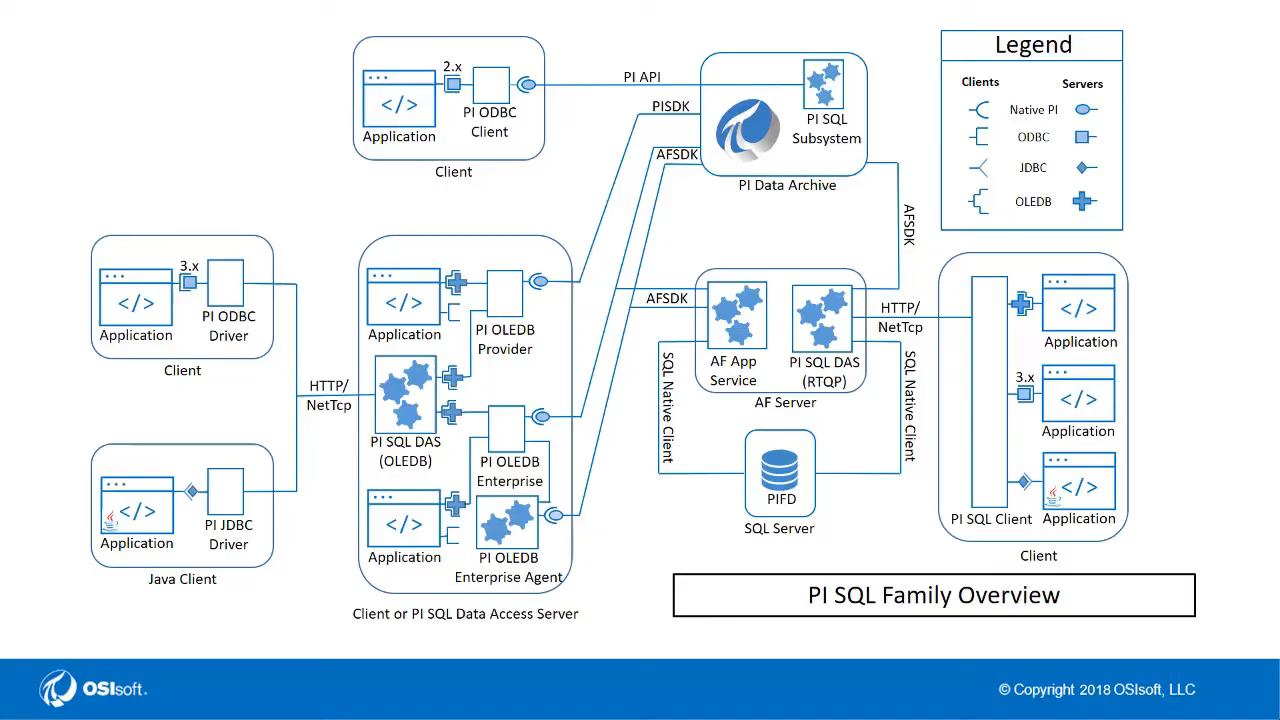 2.x
</>
Application
PI ODBC
Client
Client
PI API
PISDK
AFSDK
PI SQL
Subsystem
PI Data Archive
AFSDK
Legend
Clients
Servers
Native PI
ODBC
JDBC
OLEDB
3.x
</>
Application
PI ODBC
Driver
Client
</>
Application
PI JDBC
Driver
Java Client
HTTP/
NetTcp
</>
Application
PI OLEDB
Provider
PI SQL DAS
(OLEDB)
PI OLEDB
Enterprise
</>
Application
PI OLEDB
Enterprise Agent
Client or PI SQL Data Access Server
AFSDK
AF App
Service
PI SQL DAS
(RTQP)
AF Server
SQL Native Client
SQL Native Client
PIFD
SQL Server
HTTP/
NetTcp
</>
Application
3.x
</>
Application
</>
PI SQL Client
Application
Client
PI SQL Family Overview
OSIsoft.
© Copyright 2018 OSIsoft, LLC